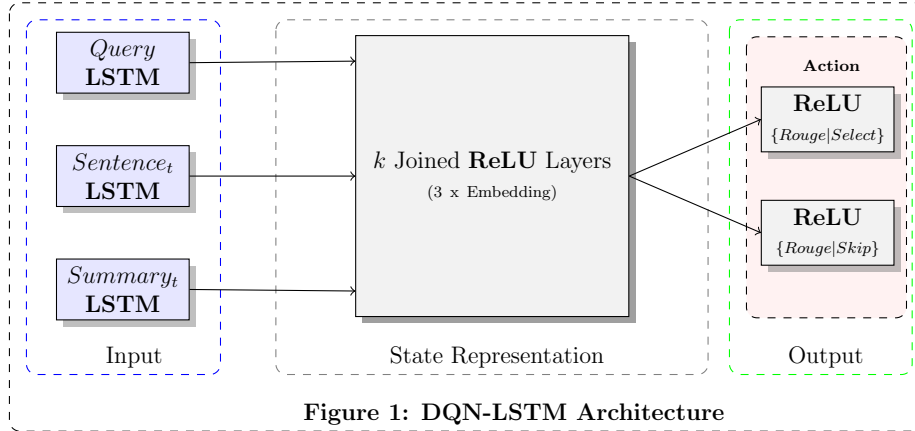 Query
LSTM
Sentence_t
LSTM
Summary_t
LSTM
Input
k Joined ReLU Layers
(3 x Embedding)
State Representation
Action
ReLU
{Rouge|Select}
ReLU
{Rouge|Skip}
Output
Figure 1: DQN-LSTM Architecture